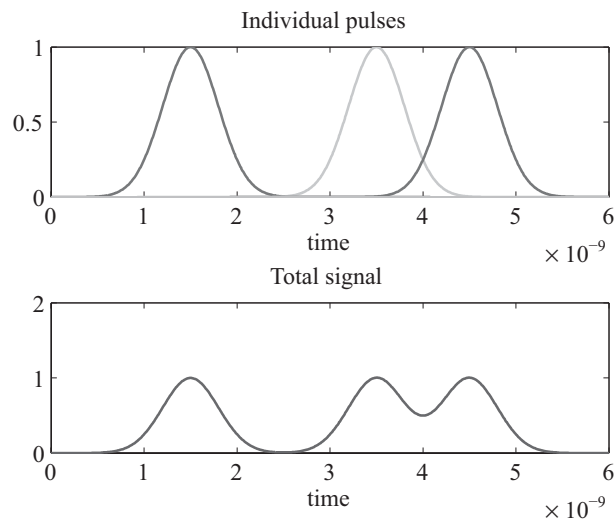 Individual pulses
1
0.5
0
0 1 2 3 4 5 6
time
× 10⁻⁹
Total signal
2
1
0
0 1 2 3 4 5 6
time
× 10⁻⁹